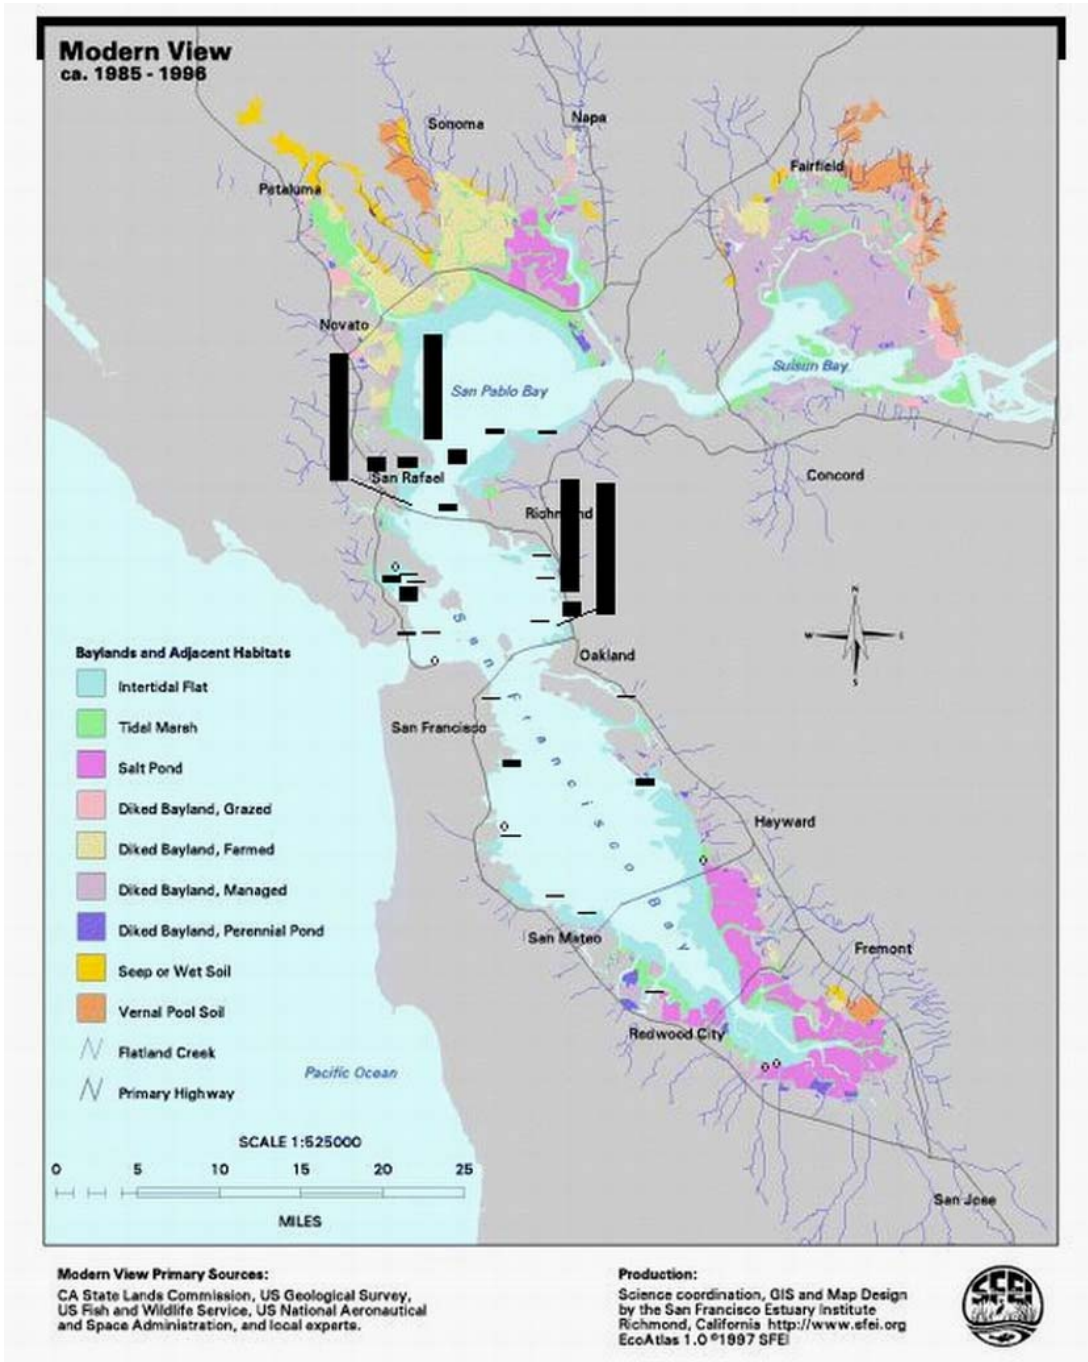 Modern View
ca. 1985 - 1996
Sonoma
Napa
Fairfield
Petaluma
Novato
San Pablo Bay
Suisun Bay
San Rafael
Concord
Richmond
0
N
W
E
S
San Francisco Bay
Oakland
0
San Francisco
0
Hayward
0
San Mateo
Fremont
Redwood City
0 0
San Jose
Pacific Ocean
Baylands and Adjacent Habitats
Intertidal Flat
Tidal Marsh
Salt Pond
Diked Bayland, Grazed
Diked Bayland, Farmed
Diked Bayland, Managed
Diked Bayland, Perennial Pond
Seep or Wet Soil
Vernal Pool Soil
Flatland Creek
Primary Highway
SCALE 1:525000
0 5 10 15 20 25
MILES
Modern View Primary Sources:
CA State Lands Commission, US Geological Survey,
US Fish and Wildlife Service, US National Aeronautical
and Space Administration, and local experts.
Production:
Science coordination, GIS and Map Design
by the San Francisco Estuary Institute
Richmond, California http://www.sfei.org
EcoAtlas 1.0 ©1997 SFEI
SFEI